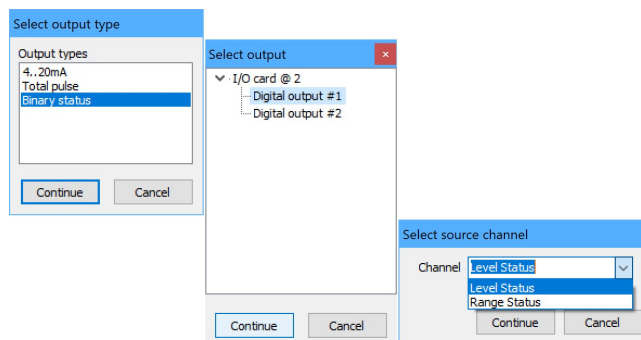 Select output type
Output types
4..20mA
Total pulse
Binary status
Continue Cancel
Select output
I/O card @ 2
Digital output #1
Digital output #2
Continue Cancel
Select source channel
Channel Level Status
Level Status
Range Status
Continue Cancel